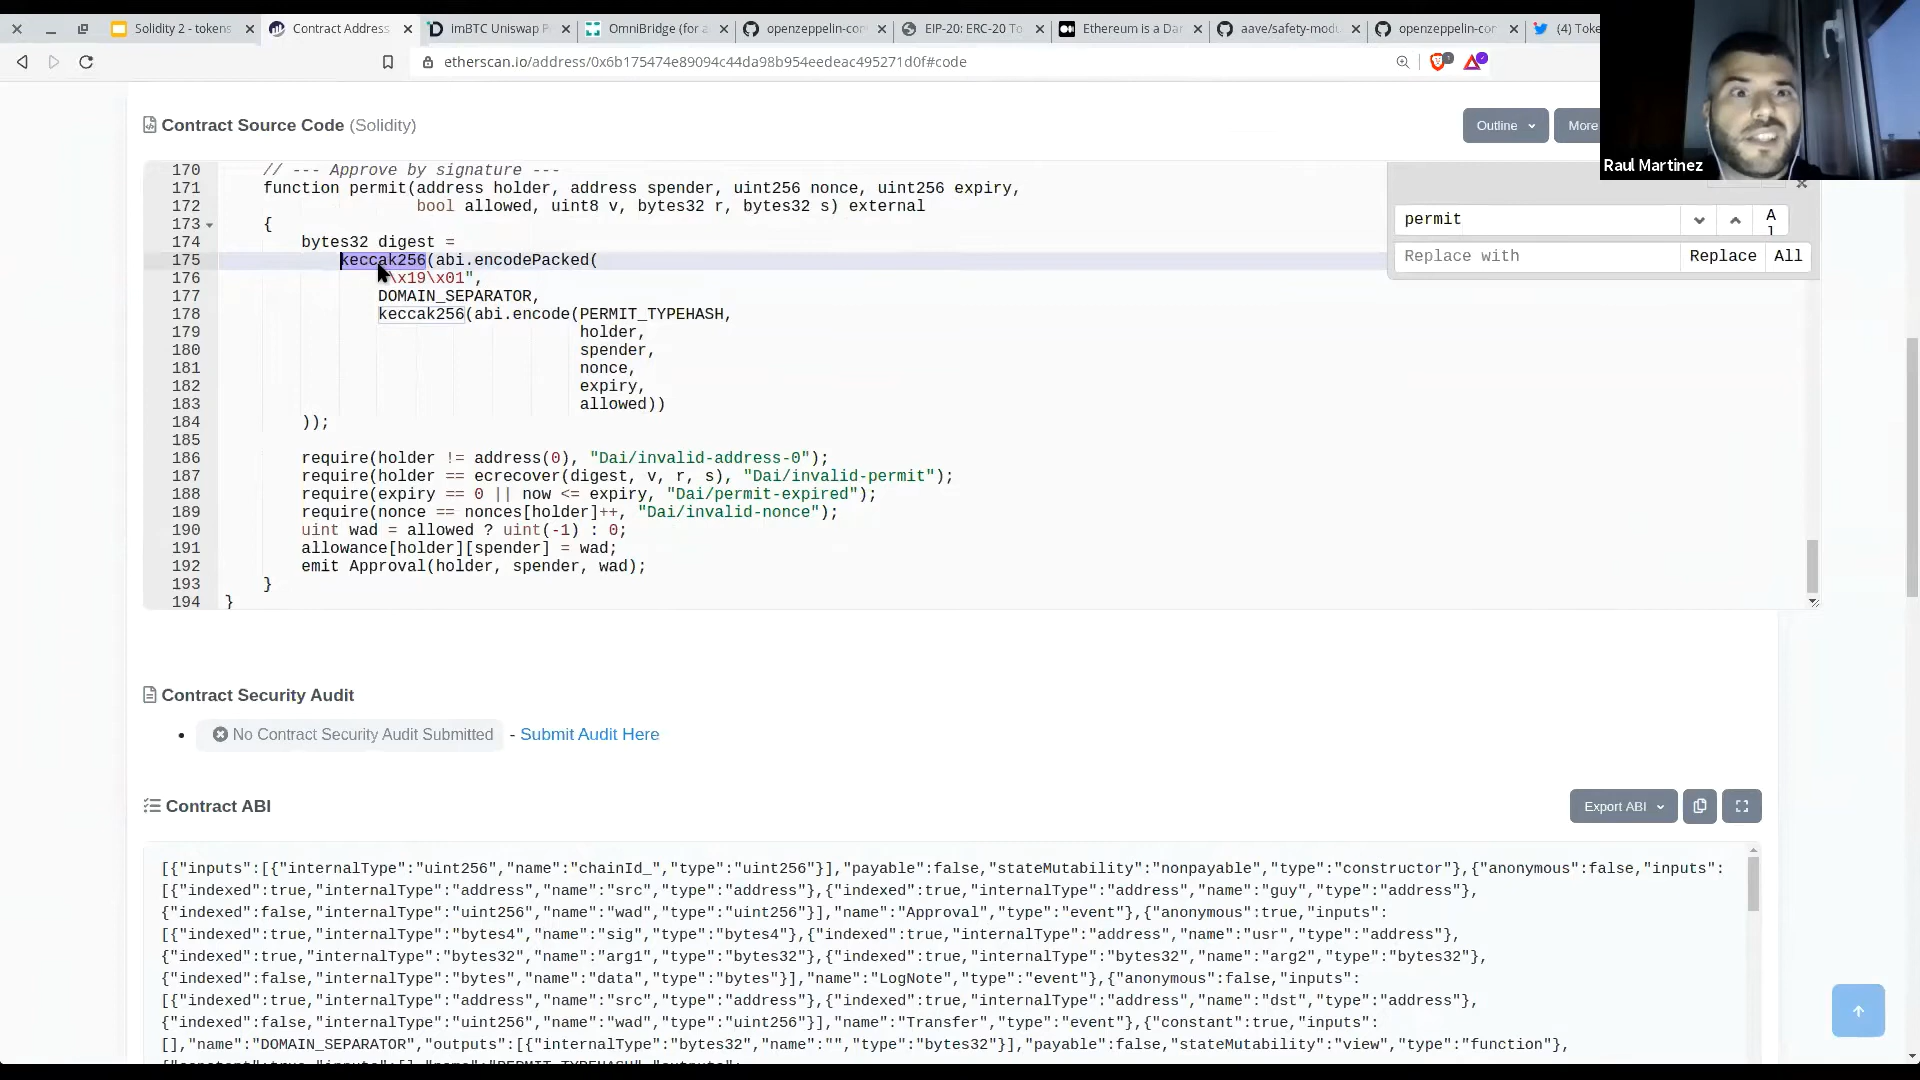 Solidity 2 - tokens
Contract Address
imBTC Uniswap P
OmniBridge (for a
openzeppelin-con
EIP-20: ERC-20 To
Ethereum is a Dar
aave/safety-modu
openzeppelin-con
(4) Toke
etherscan.io/address/0x6b175474e89094c44da98b954eedeac495271d0f#code
Raul Martinez
Contract Source Code (Solidity)
Outline
More
permit
A
Replace with
Replace
All
170 // --- Approve by signature ---
171 function permit(address holder, address spender, uint256 nonce, uint256 expiry,
172 bool allowed, uint8 v, bytes32 r, bytes32 s) external
173 {
174 bytes32 digest =
175 keccak256(abi.encodePacked(
176 \x19\x01",
177 DOMAIN_SEPARATOR,
178 keccak256(abi.encode(PERMIT_TYPEHASH,
179 holder,
180 spender,
181 nonce,
182 expiry,
183 allowed))
184 ));
185
186 require(holder != address(0), "Dai/invalid-address-0");
187 require(holder == ecrecover(digest, v, r, s), "Dai/invalid-permit");
188 require(expiry == 0 || now <= expiry, "Dai/permit-expired");
189 require(nonce == nonces[holder]++, "Dai/invalid-nonce");
190 uint wad = allowed ? uint(-1) : 0;
191 allowance[holder][spender] = wad;
192 emit Approval(holder, spender, wad);
193 }
194 }
Contract Security Audit
No Contract Security Audit Submitted - Submit Audit Here
Contract ABI
Export ABI
[{"inputs":[{"internalType":"uint256","name":"chainId_","type":"uint256"}],"payable":false,"stateMutability":"nonpayable","type":"constructor"},{"anonymous":false,"inputs":
[{"indexed":true,"internalType":"address","name":"src","type":"address"},{"indexed":true,"internalType":"address","name":"guy","type":"address"},
{"indexed":false,"internalType":"uint256","name":"wad","type":"uint256"}],"name":"Approval","type":"event"},{"anonymous":true,"inputs":
[{"indexed":true,"internalType":"bytes4","name":"sig","type":"bytes4"},{"indexed":true,"internalType":"address","name":"usr","type":"address"},
{"indexed":true,"internalType":"bytes32","name":"arg1","type":"bytes32"},{"indexed":true,"internalType":"bytes32","name":"arg2","type":"bytes32"},
{"indexed":false,"internalType":"bytes","name":"data","type":"bytes"}],"name":"LogNote","type":"event"},{"anonymous":false,"inputs":
[{"indexed":true,"internalType":"address","name":"src","type":"address"},{"indexed":true,"internalType":"address","name":"dst","type":"address"},
{"indexed":false,"internalType":"uint256","name":"wad","type":"uint256"}],"name":"Transfer","type":"event"},{"constant":true,"inputs":
[],"name":"DOMAIN_SEPARATOR","outputs":[{"internalType":"bytes32","name":"","type":"bytes32"}],"payable":false,"stateMutability":"view","type":"function"},